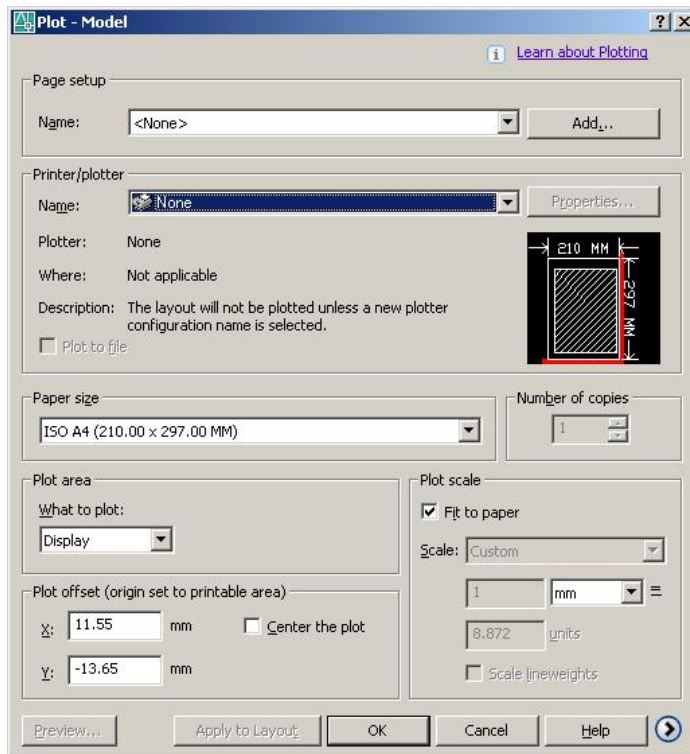 Plot - Model
Learn about Plotting
Page setup
Name: <None> Add...
Printer/plotter
Name: None Properties...
Plotter: None
Where: Not applicable
Description: The layout will not be plotted unless a new plotter
configuration name is selected.
Plot to file
210 MM
297 MM
Paper size
ISO A4 (210.00 x 297.00 MM)
Number of copies
1
Plot area
What to plot:
Display
Plot offset (origin set to printable area)
X: 11.55 mm Center the plot
Y: -13.65 mm
Plot scale
Fit to paper
Scale: Custom
1 mm =
8.872 units
Scale lineweights
Preview... Apply to Layout OK Cancel Help